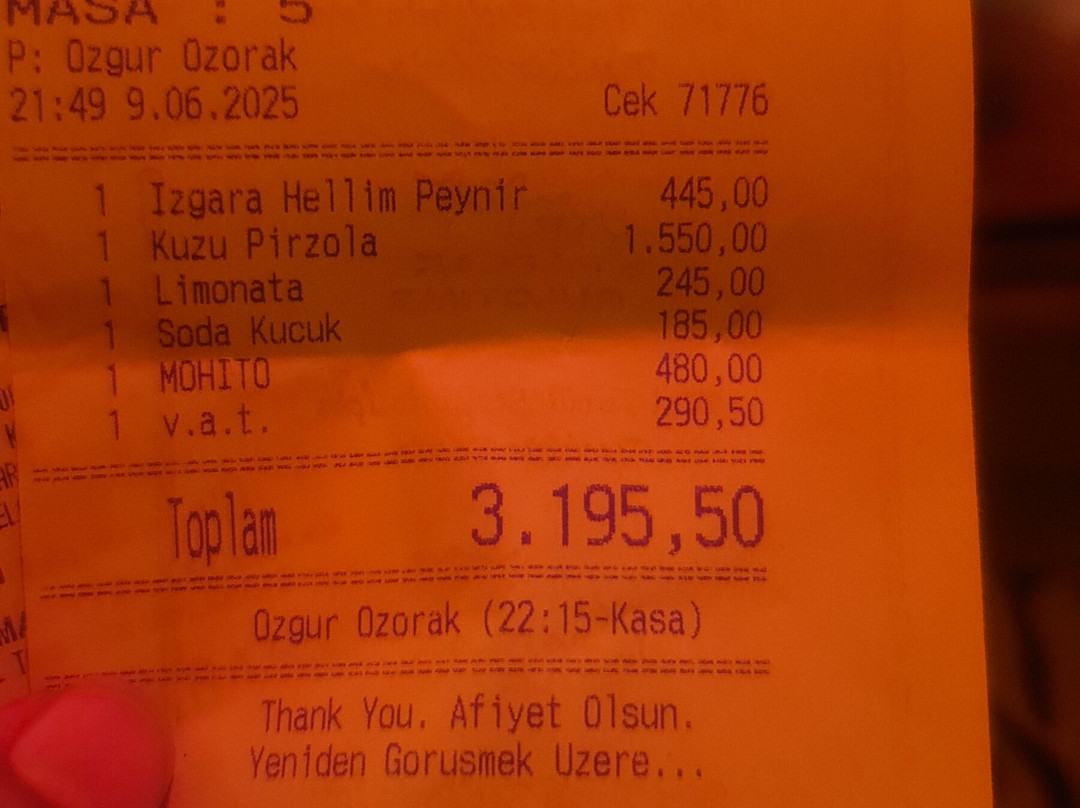 MASA : 5
P: Ozgur Ozorak
21:49 9.06.2025 Cek 71776
1 Izgara Hellim Peynir 445,00
1 Kuzu Pirzola 1.550,00
1 Limonata 245,00
1 Soda Kucuk 185,00
1 MOHITO 480,00
1 v.a.t. 290,50
Toplam 3.195,50
Ozgur Ozorak (22:15-Kasa)
Thank You. Afiyet Olsun.
Yeniden Gorusmek Uzere...